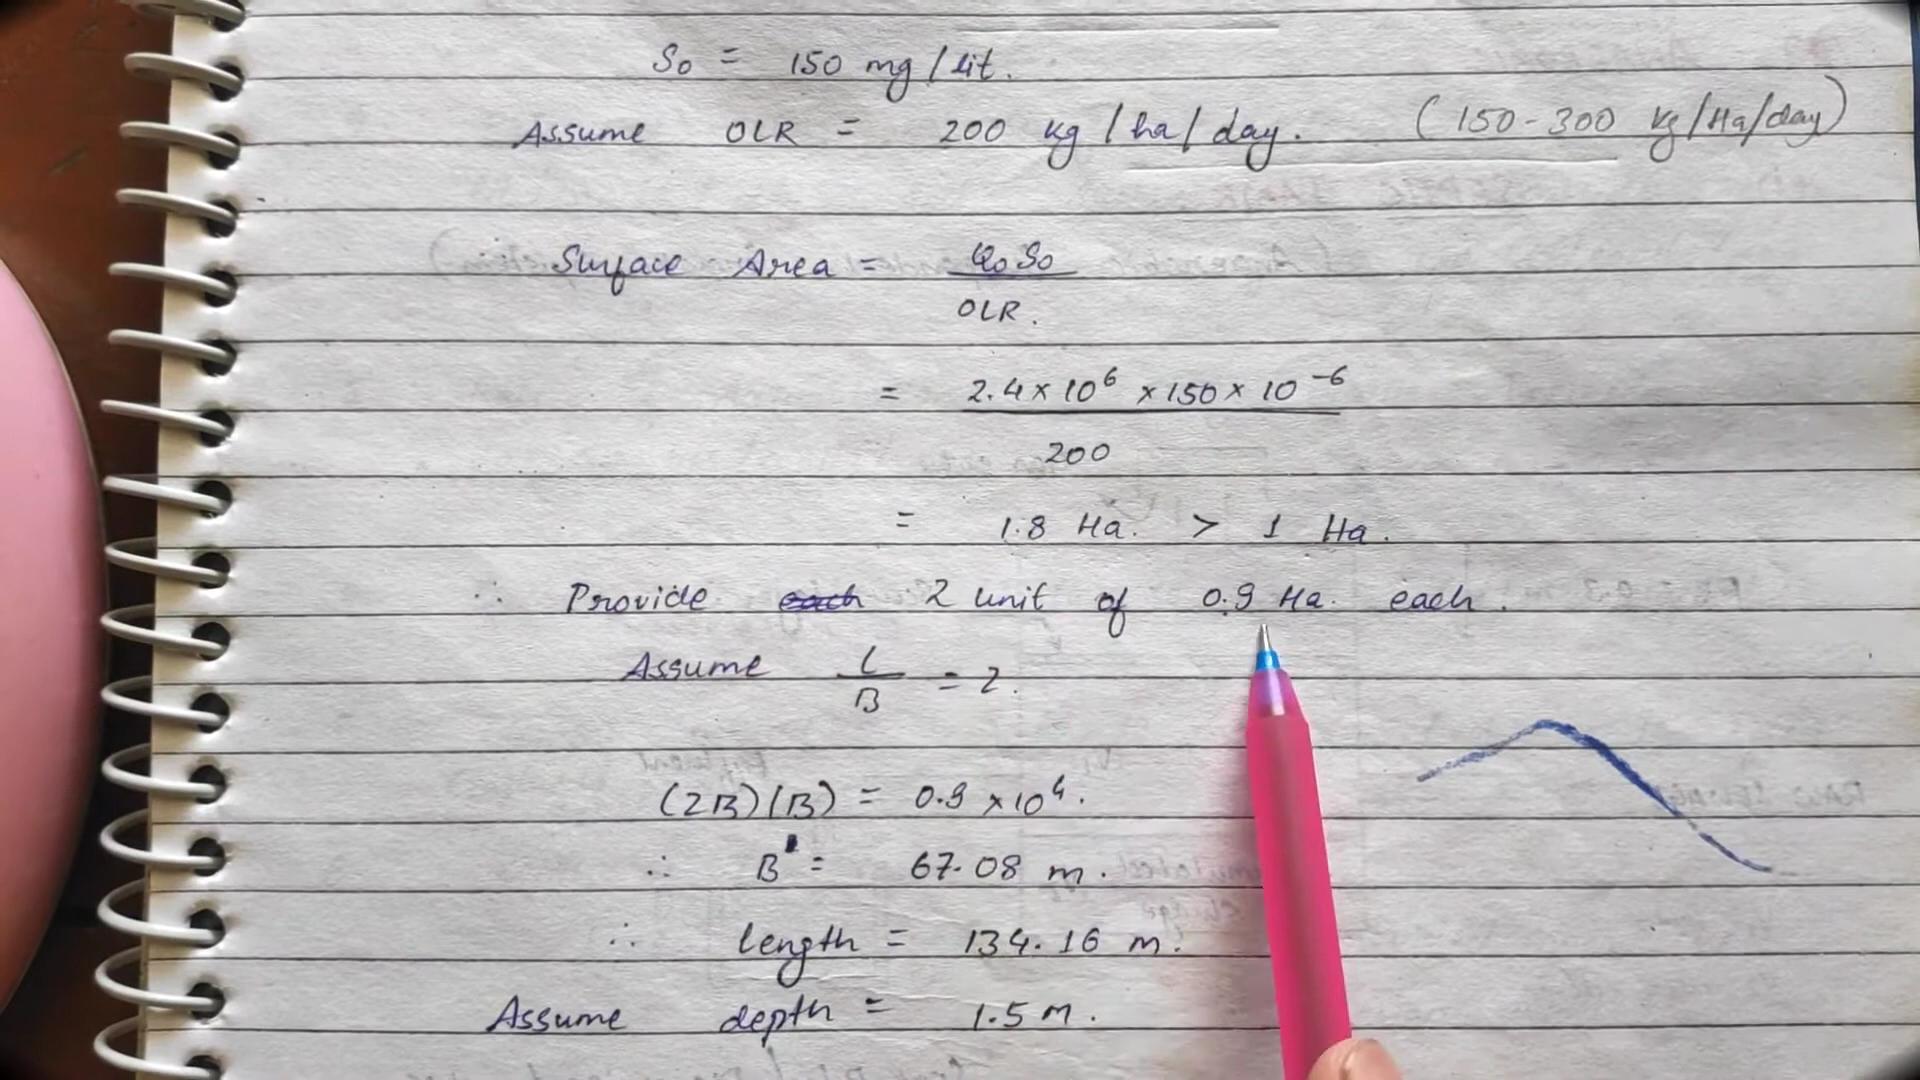 S₀ = 150 mg/lit.
Assume OLR = 200 kg/ha/day. (150-300 kg/Ha/day)
Surface Area = Q₀ S₀
OLR.
= 2.4 × 10⁶ × 150 × 10⁻⁶
200
= 1.8 Ha. > 1 Ha.
∴ Provide each 2 unit of 0.9 Ha. each.
Assume L/B = 2.
(2B)(B) = 0.9 × 10⁴.
∴ B = 67.08 m.
∴ length = 134.16 m.
Assume depth = 1.5 m.